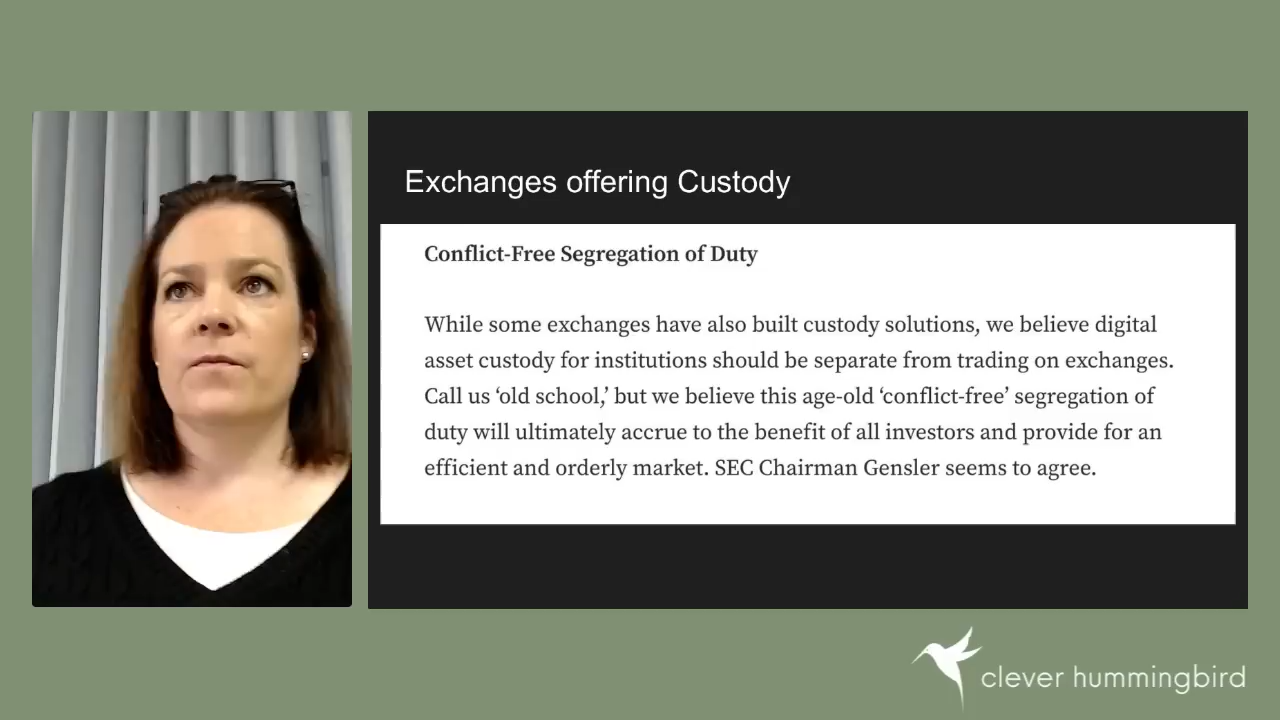 Exchanges offering Custody
Conflict-Free Segregation of Duty
While some exchanges have also built custody solutions, we believe digital
asset custody for institutions should be separate from trading on exchanges.
Call us ‘old school,’ but we believe this age-old ‘conflict-free’ segregation of
duty will ultimately accrue to the benefit of all investors and provide for an
efficient and orderly market. SEC Chairman Gensler seems to agree.
clever hummingbird